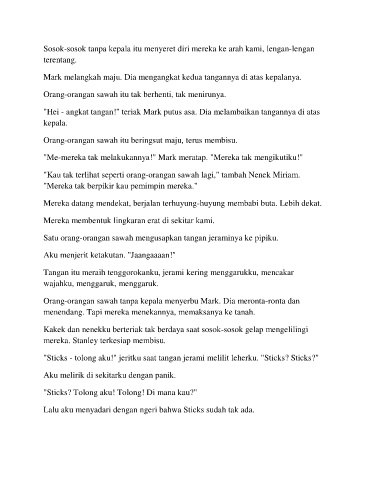 Sosok-sosok tanpa kepala itu menyeret diri mereka ke arah kami, lengan-lengan
terentang.
Mark melangkah maju. Dia mengangkat kedua tangannya di atas kepalanya.
Orang-orangan sawah itu tak berhenti, tak menirunya.
"Hei - angkat tangan!" teriak Mark putus asa. Dia melambaikan tangannya di atas
kepala.
Orang-orangan sawah itu beringsut maju, terus membisu.
"Me-mereka tak melakukannya!" Mark meratap. "Mereka tak mengikutiku!"
"Kau tak terlihat seperti orang-orangan sawah lagi," tambah Nenek Miriam.
"Mereka tak berpikir kau pemimpin mereka."
Mereka datang mendekat, berjalan terhuyung-huyung membabi buta. Lebih dekat.
Mereka membentuk lingkaran erat di sekitar kami.
Satu orang-orangan sawah mengusapkan tangan jeraminya ke pipiku.
Aku menjerit ketakutan. "Jaangaaaan!"
Tangan itu meraih tenggorokanku, jerami kering menggarukku, mencakar
wajahku, menggaruk, menggaruk.
Orang-orangan sawah tanpa kepala menyerbu Mark. Dia meronta-ronta dan
menendang. Tapi mereka menekannya, memaksanya ke tanah.
Kakek dan nenekku berteriak tak berdaya saat sosok-sosok gelap mengelilingi
mereka. Stanley terkesiap membisu.
"Sticks - tolong aku!" jeritku saat tangan jerami melilit leherku. "Sticks? Sticks?"
Aku melirik di sekitarku dengan panik.
"Sticks? Tolong aku! Tolong! Di mana kau?"
Lalu aku menyadari dengan ngeri bahwa Sticks sudah tak ada.